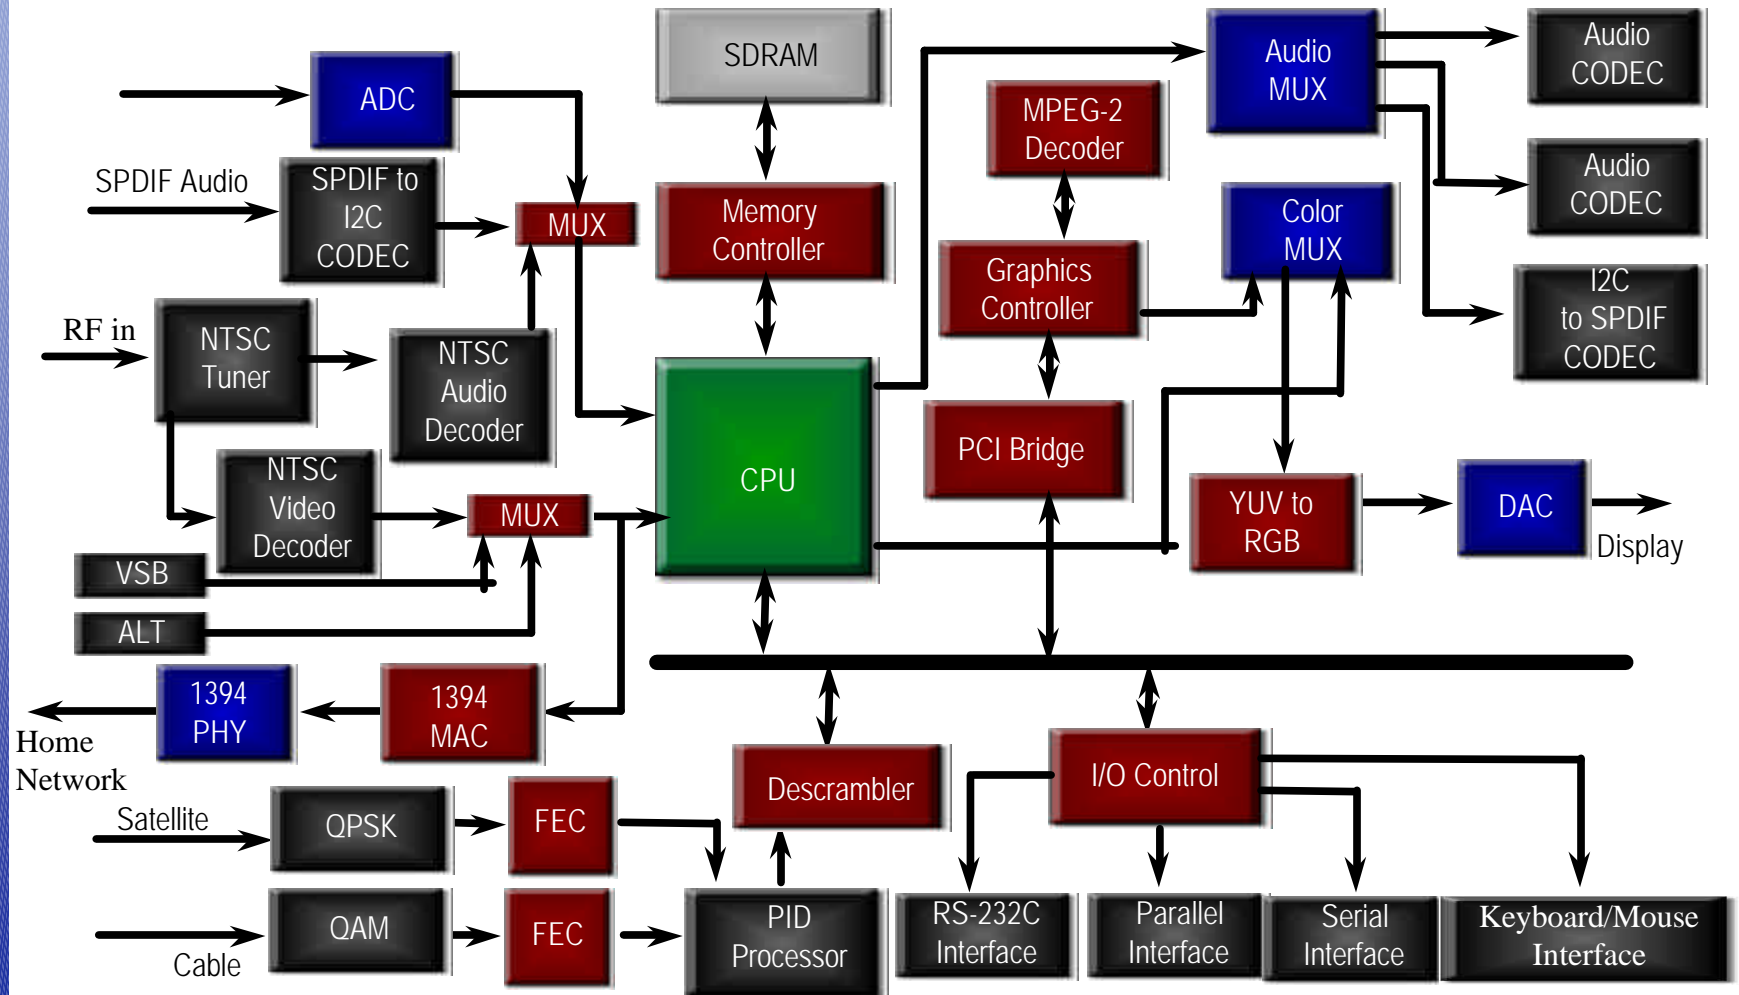 SDRAM
Audio
MUX
Audio
CODEC
ADC
MPEG-2
Decoder
SPDIF Audio
SPDIF to
I2C
CODEC
MUX
Memory
Controller
Color
MUX
Audio
CODEC
Graphics
Controller
I2C
to SPDIF
CODEC
RF in
NTSC
Tuner
NTSC
Audio
Decoder
CPU
PCI Bridge
NTSC
Video
Decoder
MUX
YUV to
RGB
DAC
Display
VSB
ALT
1394
PHY
1394
MAC
Home
Network
Descrambler
I/O Control
Satellite
QPSK
FEC
Cable
QAM
FEC
PID
Processor
RS-232C
Interface
Parallel
Interface
Serial
Interface
Keyboard/Mouse
Interface